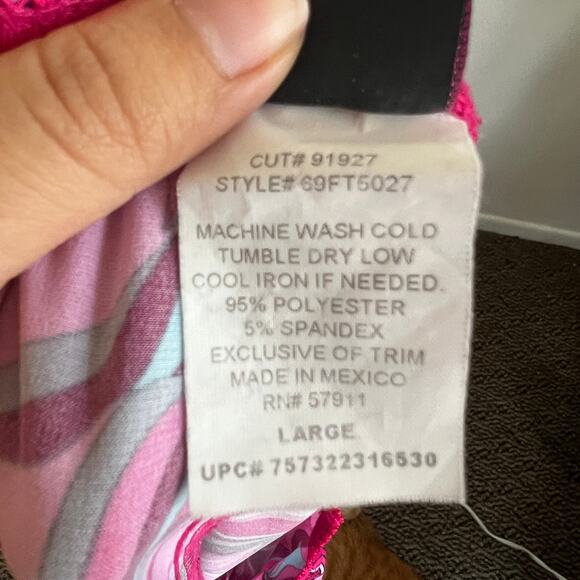 CUT# 91927
STYLE# 69FT5027
MACHINE WASH COLD
TUMBLE DRY LOW
COOL IRON IF NEEDED.
95% POLYESTER
5% SPANDEX
EXCLUSIVE OF TRIM
MADE IN MEXICO
RN# 57911
LARGE
UPC# 757322316530